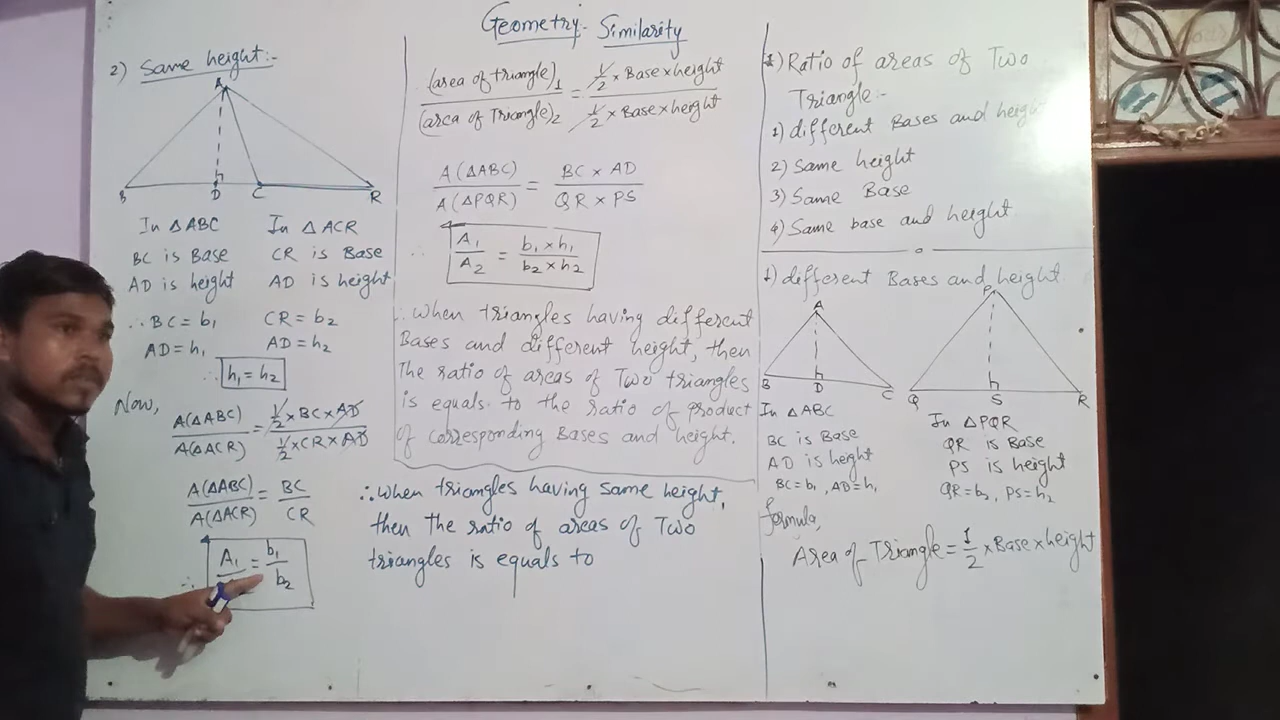 Geometry:- Similarity
2) Same height:-
A
B
D
C
R
h
In △ABC In △ACR
BC is Base CR is Base
AD is height AD is height
∴ BC = b₁ CR = b₂
AD = h₁ AD = h₂
∴ h₁ = h₂
Now,
A(△ABC) / A(△ACR) = 1/2 × BC × AD / 1/2 × CR × AD
A(△ABC) / A(△ACR) = BC / CR
∴ A₁ = b₁ / b₂
(area of triangle)₁ / (area of Triangle)₂ = 1/2 × Base × height / 1/2 × Base × height
A(△ABC) / A(△PQR) = BC × AD / QR × PS
∴ A₁ / A₂ = b₁ × h₁ / b₂ × h₂
∴ When triangles having different
Bases and different height, then
The ratio of areas of Two triangles
is equals to the ratio of product
of corresponding Bases and height.
∴ When triangles having same height,
then the ratio of areas of Two
triangles is equals to
1) Ratio of areas of Two
Triangle:-
1) different Bases and heigh
2) Same height
3) Same Base
4) Same base and height
1) different Bases and height
A
B
D
C
h
P
Q
S
R
h
In △ABC In △PQR
BC is Base QR is Base
AD is height PS is height
BC = b₁, AD = h₁ QR = b₂, PS = h₂
formula,
Area of Triangle = 1/2 × Base × height